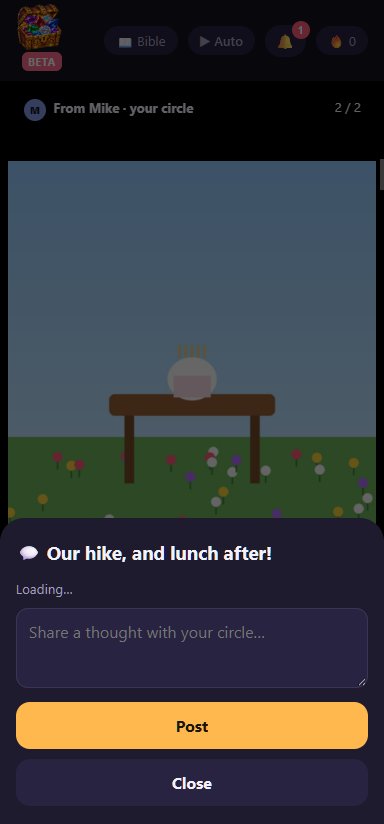 BETA
Bible
Auto
1
0
M
From Mike · your circle
2 / 2
Our hike, and lunch after!
Loading...
Share a thought with your circle...
Post
Close